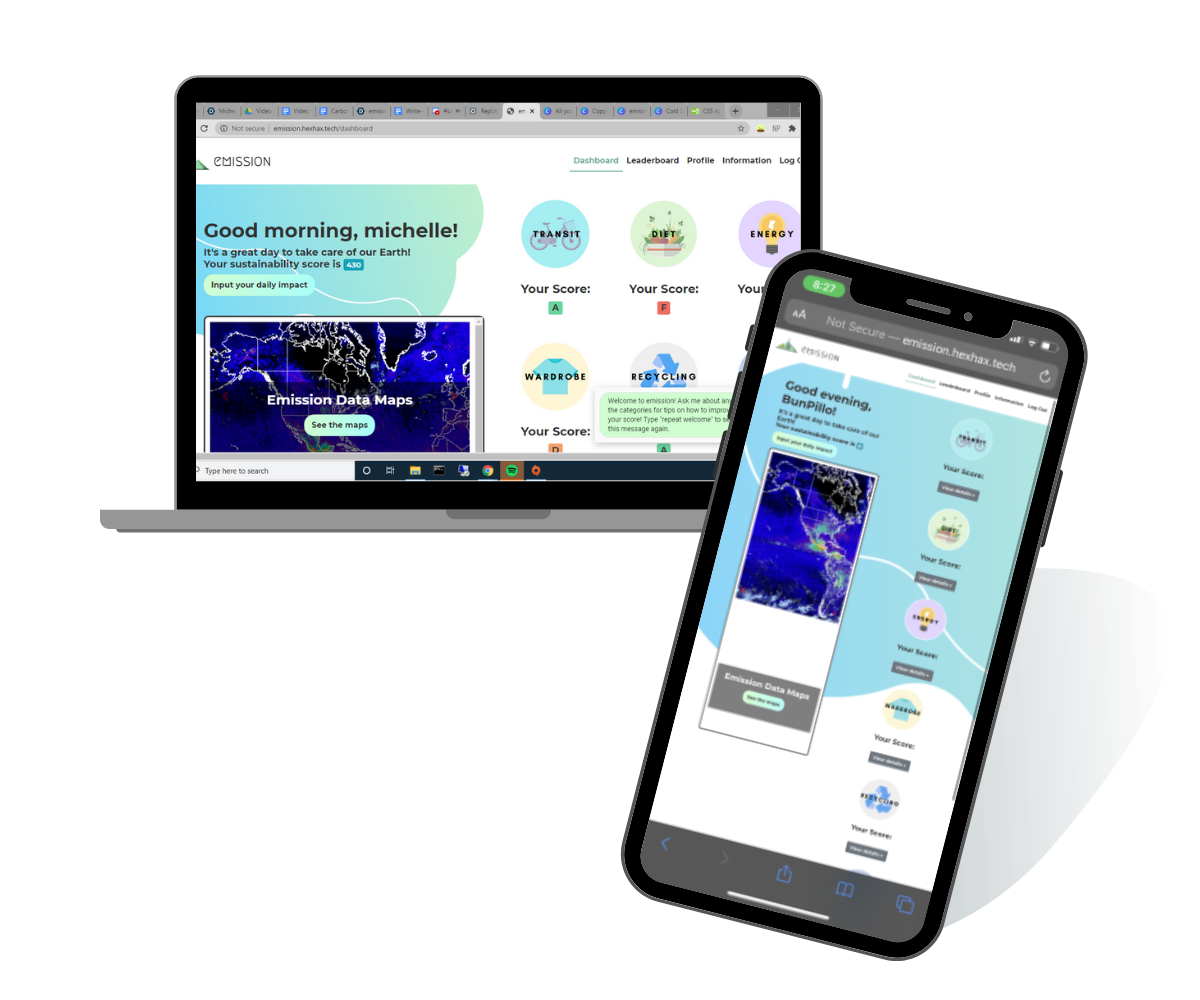 Miche
Video
Video
Carbo
emiss
Write-
RepUt
em
All yo
Copy
emiss
Cold
CSS s
Not secure | emission.hexhax.tech/dashboard
EMISSION
Dashboard Leaderboard Profile Information Log O
Good morning, michelle!
It's a great day to take care of our Earth!
Your sustainability score is 430
Input your daily impact
Emission Data Maps
See the maps
TRANSIT
Your Score:
A
DIET
Your Score:
F
ENERGY
Your
WARDROBE
Your Score:
D
RECYCLING
A
Welcome to emission! Ask me about any
the categories for tips on how to improv
your score! Type "repeat welcome" to se
this message again.
Type here to search
8:27
AA Not Secure — emission.hexhax.tech
EMISSION
Dashboard Leaderboard Profile Information Log Out
Good evening,
BunPillo!
It's a great day to take care of our
Earth!
Your sustainability score is
Input your daily impact
Emission Data Maps
See the maps
TRANSIT
Your Score:
View details »
DIET
Your Score:
View details »
ENERGY
Your Score:
View details »
WARDROBE
Your Score:
View details »
RECYCLING
Your Score:
View details »